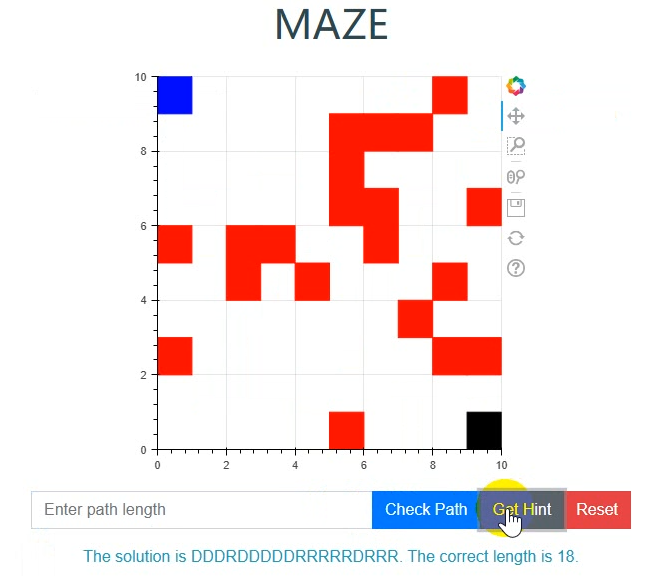 MAZE
10
8
6
4
2
0
0 2 4 6 8 10
Enter path length Check Path Get Hint Reset
The solution is DDDRDDDDDRRRRRDRRR. The correct length is 18.